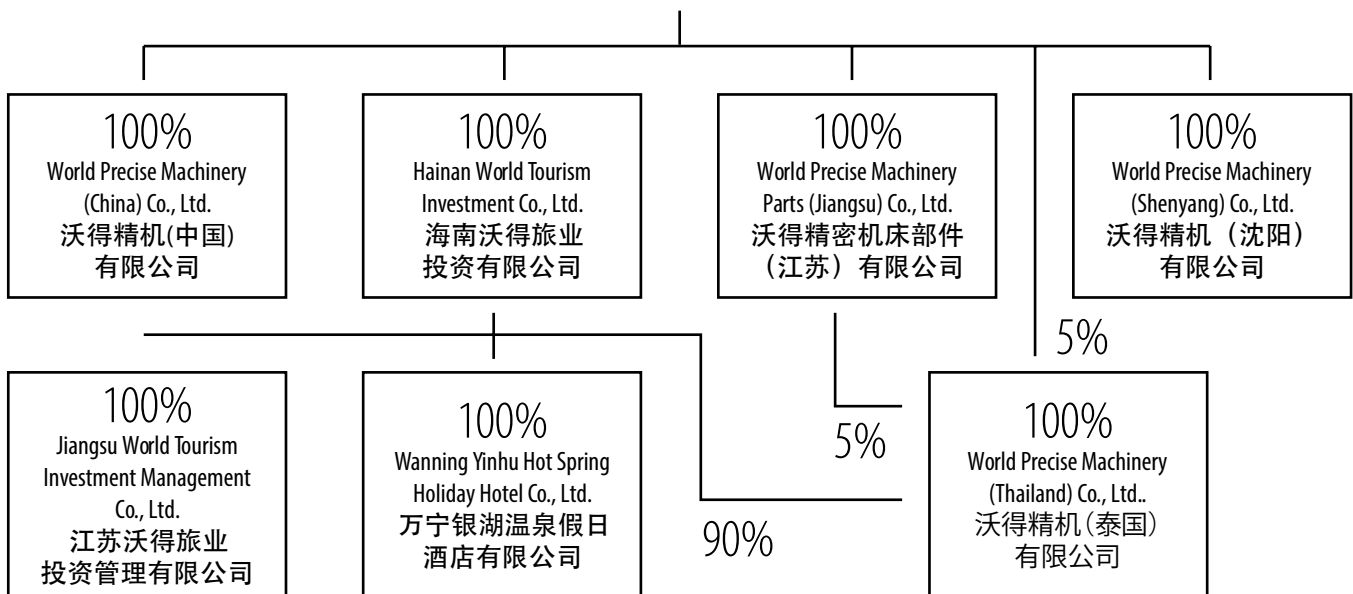 100%
World Precise Machinery
(China) Co., Ltd.
沃得精机(中国)
有限公司
100%
Hainan World Tourism
Investment Co., Ltd.
海南沃得旅业
投资有限公司
100%
World Precise Machinery
Parts (Jiangsu) Co., Ltd.
沃得精密机床部件
（江苏）有限公司
100%
World Precise Machinery
(Shenyang) Co., Ltd.
沃得精机（沈阳）
有限公司
5%
100%
Jiangsu World Tourism
Investment Management
Co., Ltd.
江苏沃得旅业
投资管理有限公司
100%
Wanning Yinhu Hot Spring
Holiday Hotel Co., Ltd.
万宁银湖温泉假日
酒店有限公司
5%
90%
100%
World Precise Machinery
(Thailand) Co., Ltd..
沃得精机（泰国）
有限公司